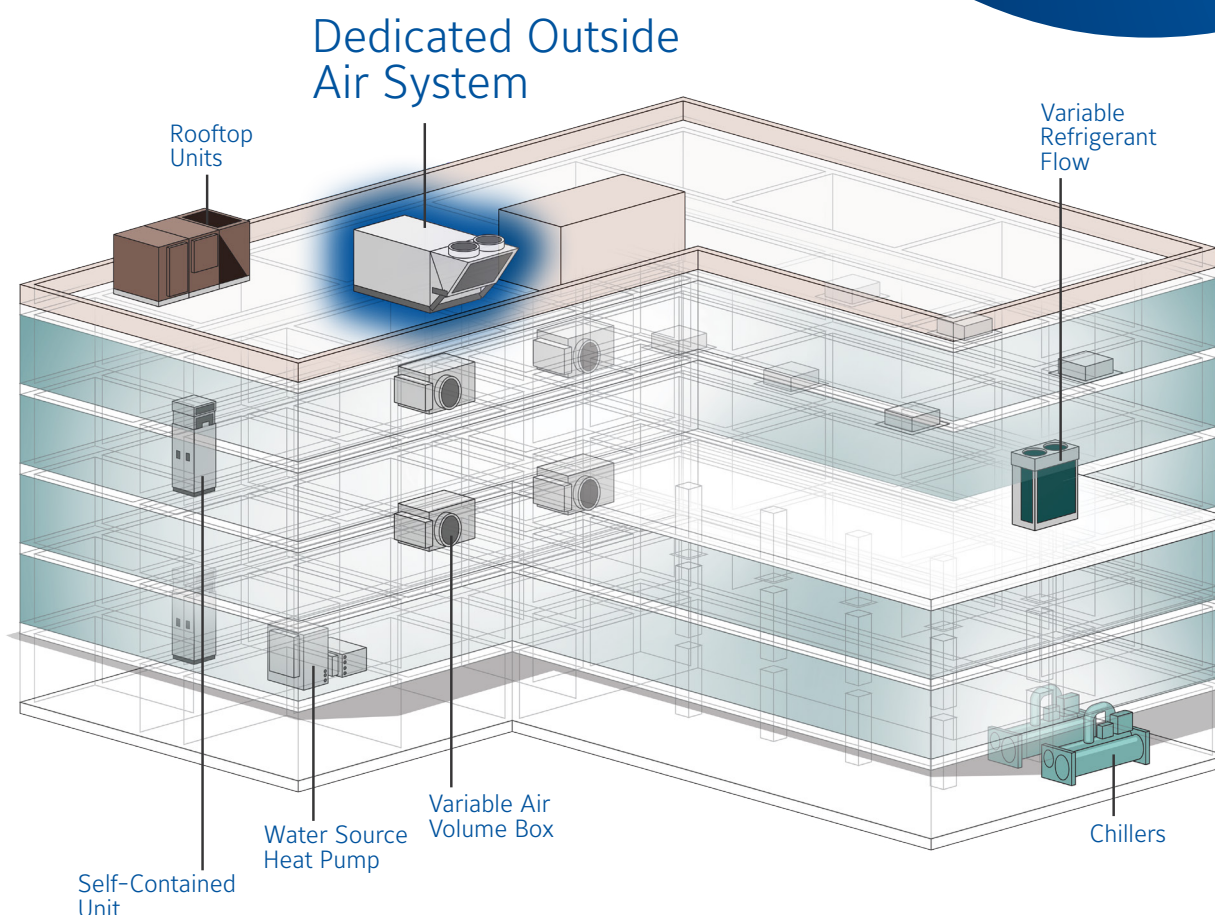 Dedicated Outside
Air System
Rooftop
Units
Variable
Refrigerant
Flow
Variable Air
Volume Box
Water Source
Heat Pump
Chillers
Self-Contained
Unit